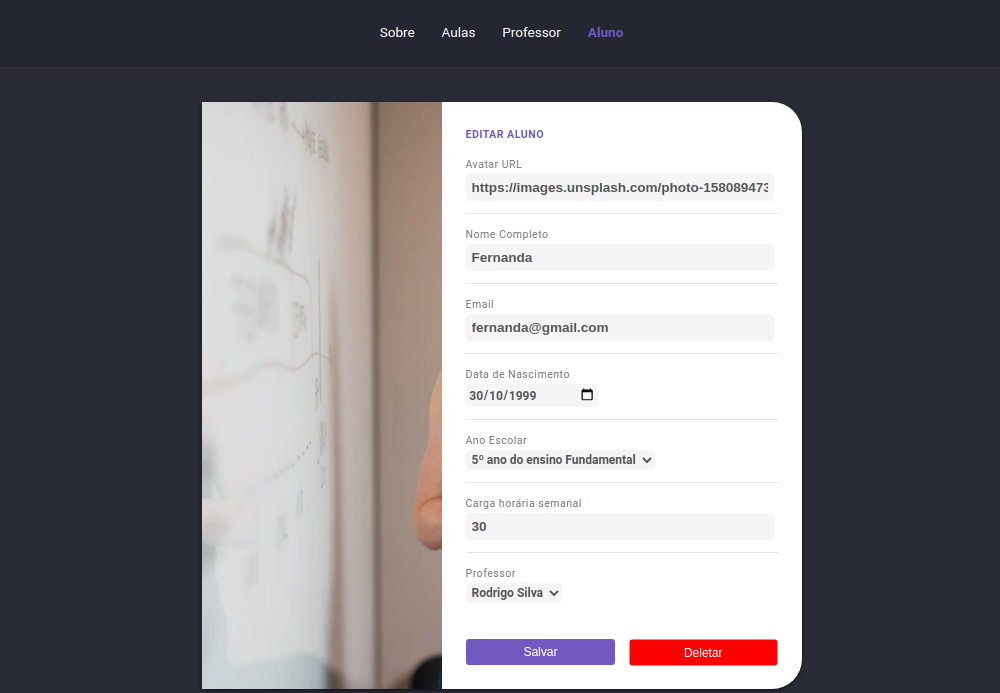 Sobre Aulas Professor Aluno
EDITAR ALUNO
Avatar URL
https://images.unsplash.com/photo-158089473
Nome Completo
Fernanda
Email
fernanda@gmail.com
Data de Nascimento
30/10/1999
Ano Escolar
5º ano do ensino Fundamental
Carga horária semanal
30
Professor
Rodrigo Silva
Salvar Deletar